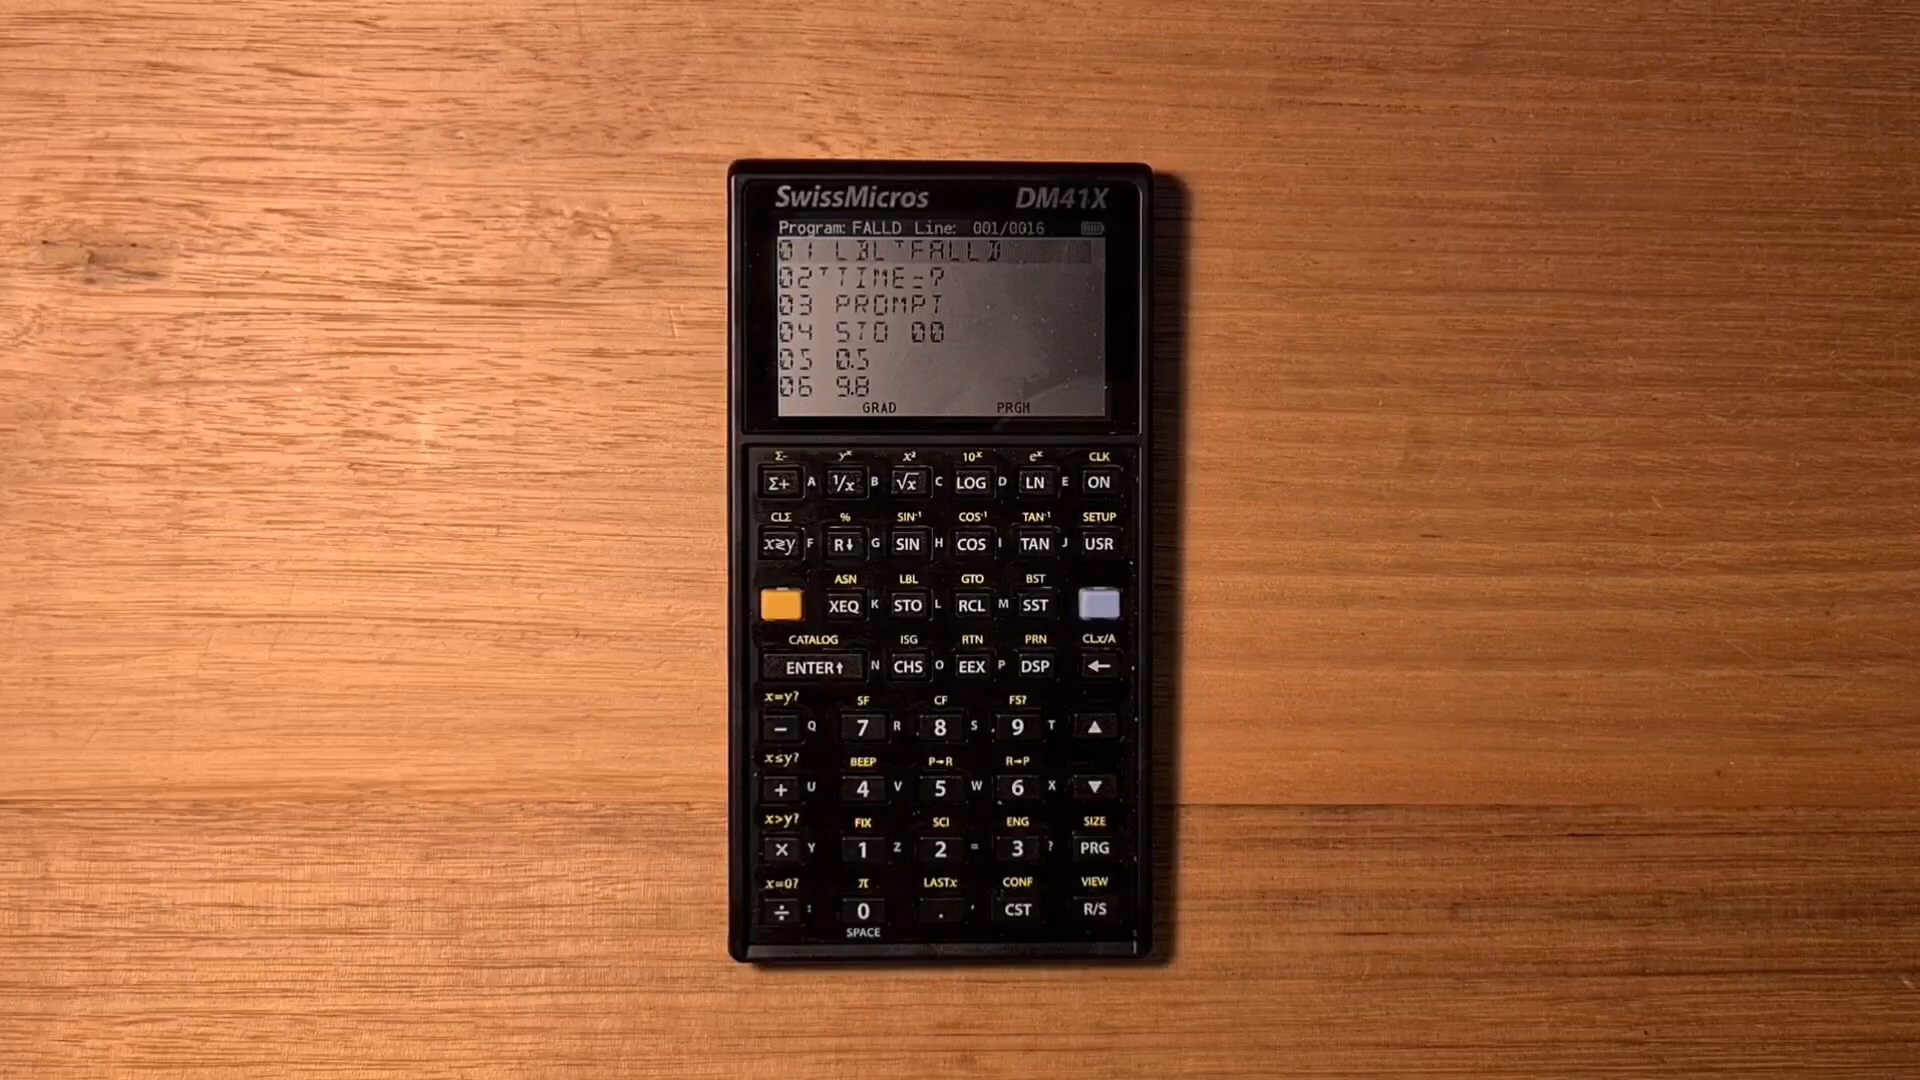 SwissMicros DM41X
Program: FALLD Line: 001/0016
01 LBL ᵀFALLD
02ᵀTIME=?
03 PROMPT
04 STO 00
05 0.5
06 9.8
GRAD PRGM
Σ- yˣ x² 10ˣ eˣ CLK
Σ+ A 1/x B √x C LOG D LN E ON
CLΣ % SIN⁻¹ COS⁻¹ TAN⁻¹ SETUP
x≷y F R↓ G SIN H COS I TAN J USR
ASN LBL GTO BST
XEQ K STO L RCL M SST
CATALOG ISG RTN PRN CLx/A
ENTER↑ N CHS O EEX P DSP ←
x=y? SF CF FS?
− Q 7 R 8 S 9 T ▲
x≤y? BEEP P→R R→P
+ U 4 V 5 W 6 X ▼
x>y? FIX SCI ENG SIZE
× Y 1 Z 2 = 3 ? PRG
x=0? π LASTx CONF VIEW
÷ : 0 . , CST R/S
SPACE